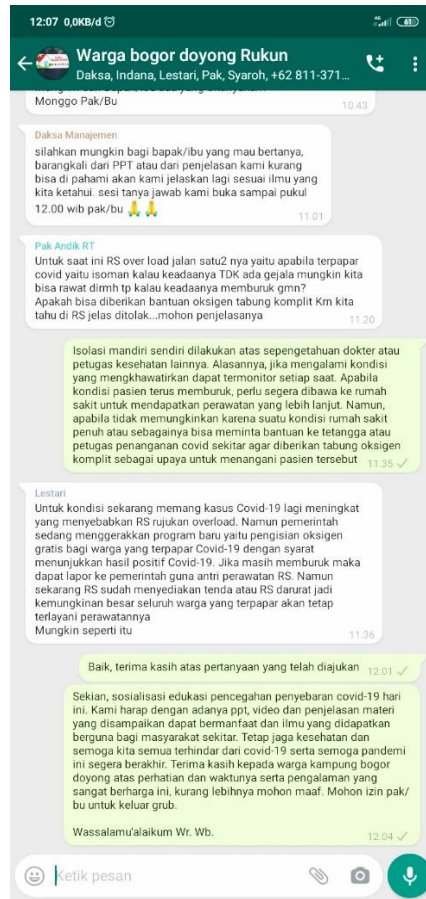 12:07 0,0KB/d
4G
61
Warga bogor doyong Rukun
Daksa, Indana, Lestari, Pak, Syaroh, +62 811-371...
Monggo Pak/Bu
10.43
Daksa Manajemen
silahkan mungkin bagi bapak/ibu yang mau bertanya,
barangkali dari PPT atau dari penjelasan kami kurang
bisa di pahami akan kami jelaskan lagi sesuai ilmu yang
kita ketahui. sesi tanya jawab kami buka sampai pukul
12.00 wib pak/bu 🙏 🙏
11.01
Pak Andik RT
Untuk saat ini RS over load jalan satu2 nya yaitu apabila terpapar
covid yaitu isoman kalau keadaanya TDK ada gejala mungkin kita
bisa rawat dirmh tp kalau keadaanya memburuk gmn?
Apakah bisa diberikan bantuan oksigen tabung komplit Krn kita
tahu di RS jelas ditolak...mohon penjelasanya
11.20
Isolasi mandiri sendiri dilakukan atas sepengetahuan dokter atau
petugas kesehatan lainnya. Alasannya, jika mengalami kondisi
yang mengkhawatirkan dapat termonitor setiap saat. Apabila
kondisi pasien terus memburuk, perlu segera dibawa ke rumah
sakit untuk mendapatkan perawatan yang lebih lanjut. Namun,
apabila tidak memungkinkan karena suatu kondisi rumah sakit
penuh atau sebagainya bisa meminta bantuan ke tetangga atau
petugas penanganan covid sekitar agar diberikan tabung oksigen
komplit sebagai upaya untuk menangani pasien tersebut
11.35
Lestari
Untuk kondisi sekarang memang kasus Covid-19 lagi meningkat
yang menyebabkan RS rujukan overload. Namun pemerintah
sedang menggerakkan program baru yaitu pengisian oksigen
gratis bagi warga yang terpapar Covid-19 dengan syarat
menunjukkan hasil positif Covid-19. Jika masih memburuk maka
dapat lapor ke pemerintah guna antri perawatan RS. Namun
sekarang RS sudah menyediakan tenda atau RS darurat jadi
kemungkinan besar seluruh warga yang terpapar akan tetap
terlayani perawatannya
Mungkin seperti itu
11.36
Baik, terima kasih atas pertanyaan yang telah diajukan
12.01
Sekian, sosialisasi edukasi pencegahan penyebaran covid-19 hari
ini. Kami harap dengan adanya ppt, video dan penjelasan materi
yang disampaikan dapat bermanfaat dan ilmu yang didapatkan
berguna bagi masyarakat sekitar. Tetap jaga kesehatan dan
semoga kita semua terhindar dari covid-19 serta semoga pandemi
ini segera berakhir. Terima kasih kepada warga kampung bogor
doyong atas perhatian dan waktunya serta pengalaman yang
sangat berharga ini, kurang lebihnya mohon maaf. Mohon izin pak/
bu untuk keluar grub.
Wassalamu'alaikum Wr. Wb.
12.04
Ketik pesan